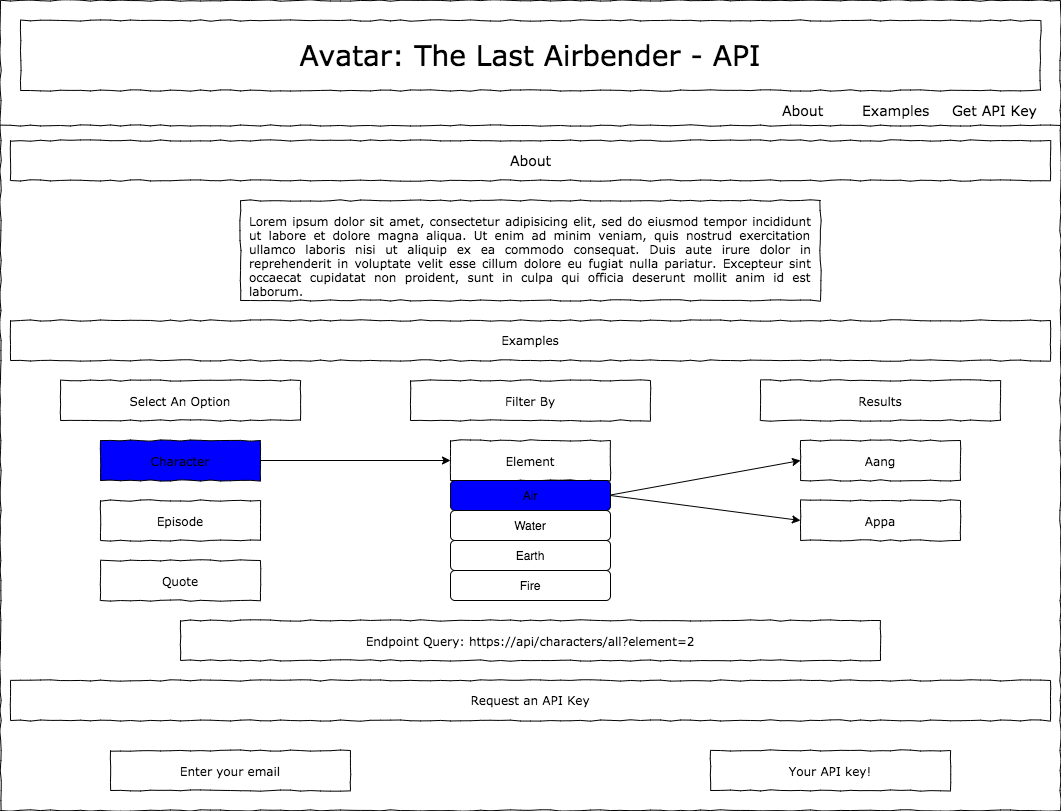 Avatar: The Last Airbender - API
About Examples Get API Key
About
Lorem ipsum dolor sit amet, consectetur adipisicing elit, sed do eiusmod tempor incididunt
ut labore et dolore magna aliqua. Ut enim ad minim veniam, quis nostrud exercitation
ullamco laboris nisi ut aliquip ex ea commodo consequat. Duis aute irure dolor in
reprehenderit in voluptate velit esse cillum dolore eu fugiat nulla pariatur. Excepteur sint
occaecat cupidatat non proident, sunt in culpa qui officia deserunt mollit anim id est
laborum.
Examples
Select An Option
Filter By
Results
Character
Element
Aang
Air
Episode
Water
Appa
Earth
Quote
Fire
Endpoint Query: https://api/characters/all?element=2
Request an API Key
Enter your email
Your API key!